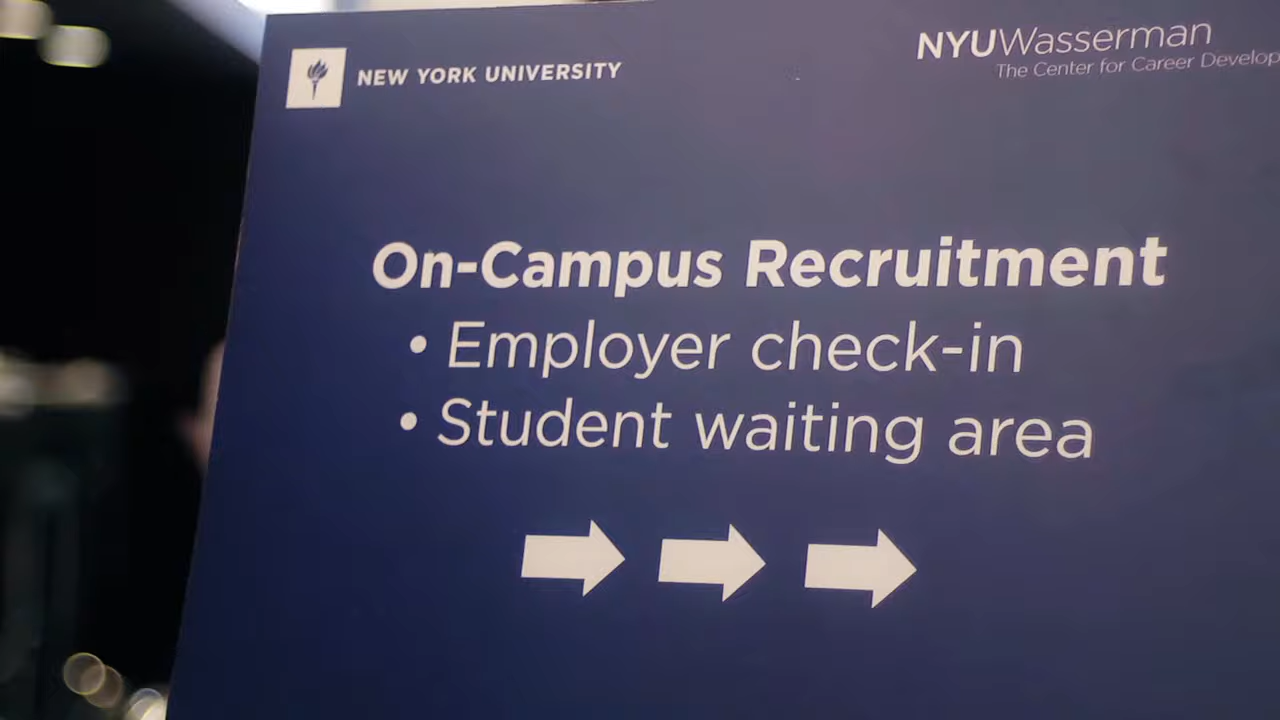 NEW YORK UNIVERSITY
NYUWasserman
The Center for Career Develop
On-Campus Recruitment
• Employer check-in
• Student waiting area